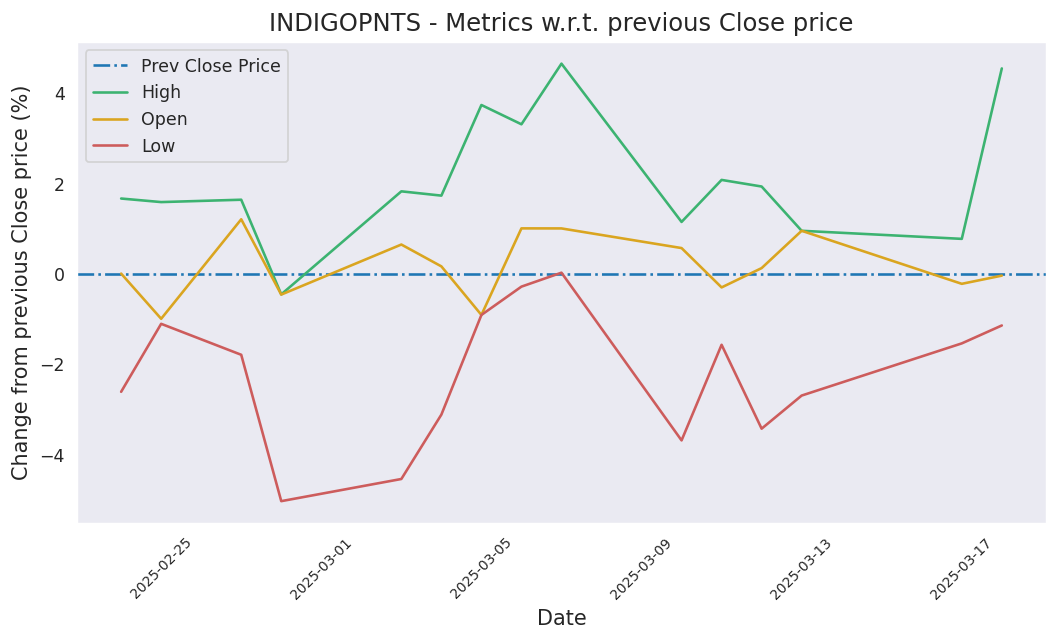 INDIGOPNTS - Metrics w.r.t. previous Close price
Prev Close Price
High
Open
Low
Change from previous Close price (%)
4
2
0
−2
−4
2025-02-25
2025-03-01
2025-03-05
2025-03-09
2025-03-13
2025-03-17
Date